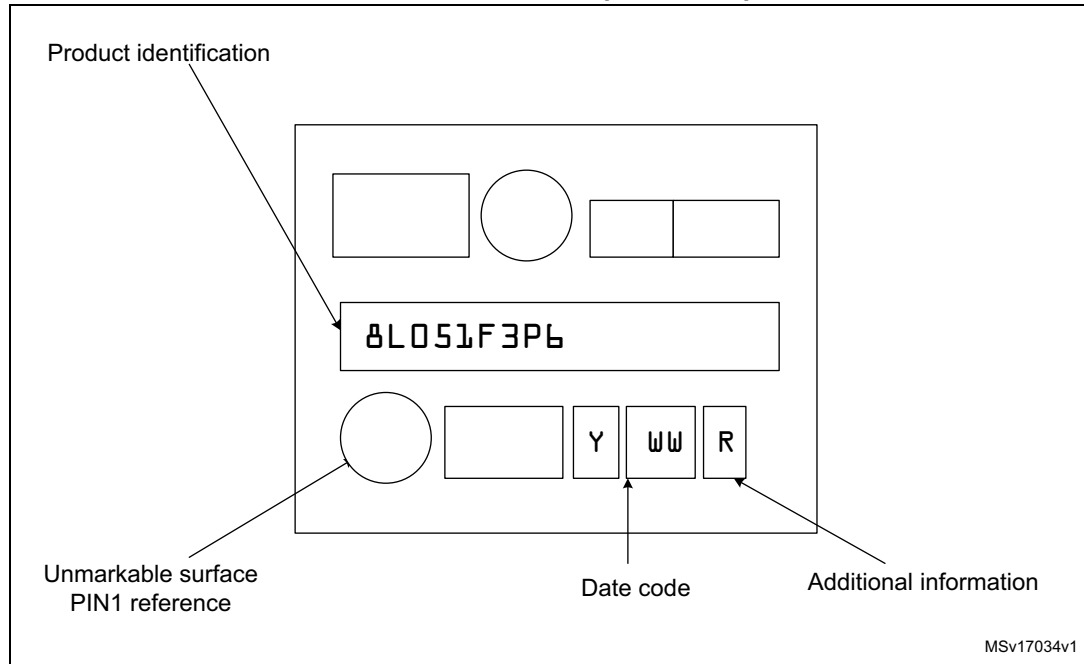 Product identification
8L051F3P6
Y WW R
Unmarkable surface
PIN1 reference
Date code
Additional information
MSv17034v1